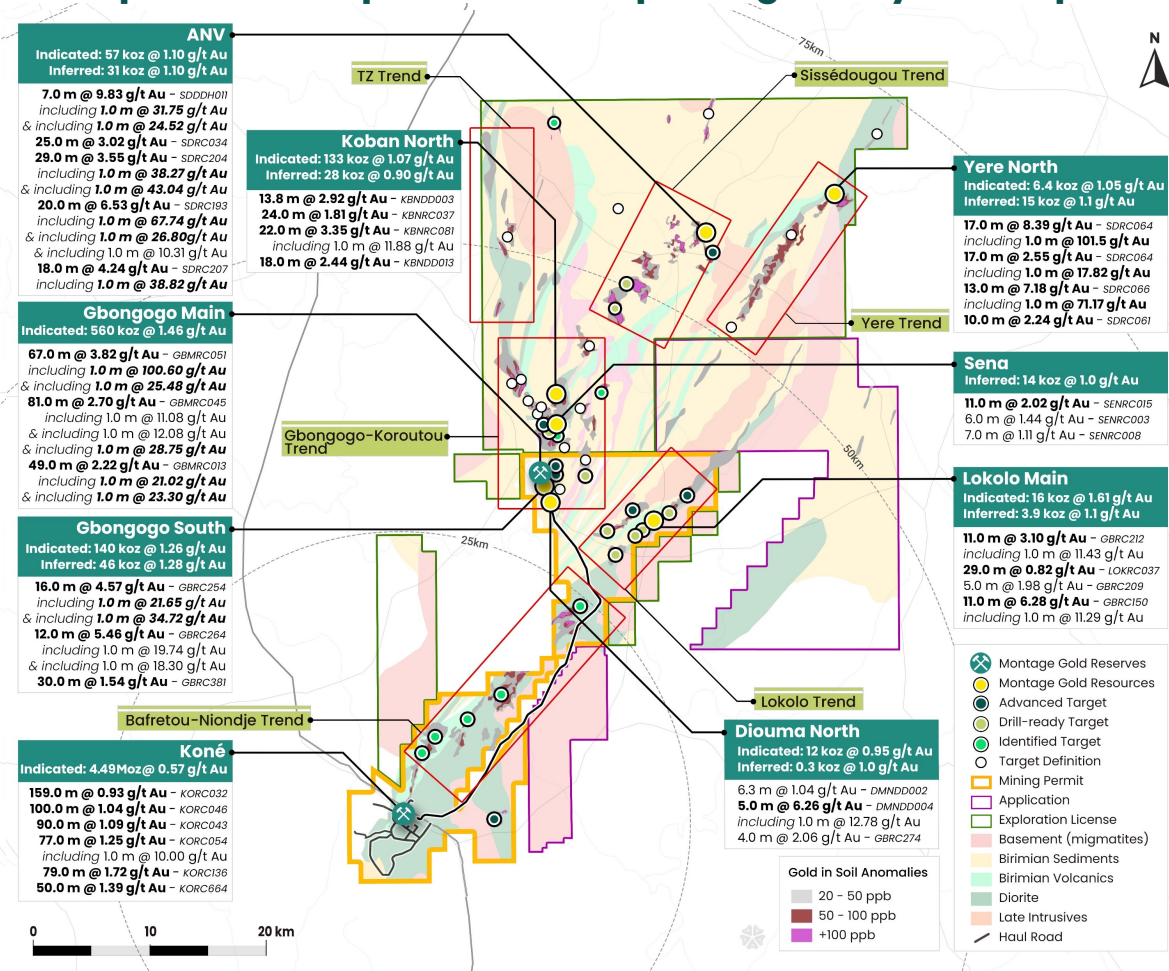 ANV
Indicated: 57 koz @ 1.10 g/t Au
Inferred: 31 koz @ 1.10 g/t Au
7.0 m @ 9.83 g/t Au - SDDDH011
including 1.0 m @ 31.75 g/t Au
& including 1.0 m @ 24.52 g/t Au
25.0 m @ 3.02 g/t Au - SDRC034
29.0 m @ 3.55 g/t Au - SDRC204
including 1.0 m @ 38.27 g/t Au
& including 1.0 m @ 43.04 g/t Au
20.0 m @ 6.53 g/t Au - SDRC193
including 1.0 m @ 67.74 g/t Au
& including 1.0 m @ 26.80g/t Au
& including 1.0 m @ 10.31 g/t Au
18.0 m @ 4.24 g/t Au - SDRC207
including 1.0 m @ 38.82 g/t Au
TZ Trend
Sissédougou Trend
75km
N
Koban North
Indicated: 133 koz @ 1.07 g/t Au
Inferred: 28 koz @ 0.90 g/t Au
13.8 m @ 2.92 g/t Au - KBNDD003
24.0 m @ 1.81 g/t Au - KBNRC037
22.0 m @ 3.35 g/t Au - KBNRC081
including 1.0 m @ 11.88 g/t Au
18.0 m @ 2.44 g/t Au - KBNDD013
Yere North
Indicated: 6.4 koz @ 1.05 g/t Au
Inferred: 15 koz @ 1.1 g/t Au
17.0 m @ 8.39 g/t Au - SDRC064
including 1.0 m @ 101.5 g/t Au
17.0 m @ 2.55 g/t Au - SDRC064
including 1.0 m @ 17.82 g/t Au
13.0 m @ 7.18 g/t Au - SDRC066
including 1.0 m @ 71.17 g/t Au
10.0 m @ 2.24 g/t Au - SDRC061
Yere Trend
Gbongogo Main
Indicated: 560 koz @ 1.46 g/t Au
67.0 m @ 3.82 g/t Au - GBMRC051
including 1.0 m @ 100.60 g/t Au
& including 1.0 m @ 25.48 g/t Au
81.0 m @ 2.70 g/t Au - GBMRC045
including 1.0 m @ 11.08 g/t Au
& including 1.0 m @ 12.08 g/t Au
& including 1.0 m @ 28.75 g/t Au
49.0 m @ 2.22 g/t Au - GBMRC013
including 1.0 m @ 21.02 g/t Au
& including 1.0 m @ 23.30 g/t Au
Sena
Inferred: 14 koz @ 1.0 g/t Au
11.0 m @ 2.02 g/t Au - SENRC015
6.0 m @ 1.44 g/t Au - SENRC003
7.0 m @ 1.11 g/t Au - SENRC008
Gbongogo-Koroutou
Trend
50km
Lokolo Main
Indicated: 16 koz @ 1.61 g/t Au
Inferred: 3.9 koz @ 1.1 g/t Au
11.0 m @ 3.10 g/t Au - GBRC212
including 1.0 m @ 11.43 g/t Au
29.0 m @ 0.82 g/t Au - LOKRC037
5.0 m @ 1.98 g/t Au - GBRC209
11.0 m @ 6.28 g/t Au - GBRC150
including 1.0 m @ 11.29 g/t Au
Gbongogo South
Indicated: 140 koz @ 1.26 g/t Au
Inferred: 46 koz @ 1.28 g/t Au
16.0 m @ 4.57 g/t Au - GBRC254
including 1.0 m @ 21.65 g/t Au
& including 1.0 m @ 34.72 g/t Au
12.0 m @ 5.46 g/t Au - GBRC264
including 1.0 m @ 19.74 g/t Au
& including 1.0 m @ 18.30 g/t Au
30.0 m @ 1.54 g/t Au - GBRC381
25km
Lokolo Trend
Bafretou-Niondje Trend
Koné
Indicated: 4.49Moz@ 0.57 g/t Au
159.0 m @ 0.93 g/t Au - KORC032
100.0 m @ 1.04 g/t Au - KORC046
90.0 m @ 1.09 g/t Au - KORC043
77.0 m @ 1.25 g/t Au - KORC054
including 1.0 m @ 10.00 g/t Au
79.0 m @ 1.72 g/t Au - KORC136
50.0 m @ 1.39 g/t Au - KORC664
Diouma North
Indicated: 12 koz @ 0.95 g/t Au
Inferred: 0.3 koz @ 1.0 g/t Au
6.3 m @ 1.04 g/t Au - DMNDD002
5.0 m @ 6.26 g/t Au - DMNDD004
including 1.0 m @ 12.78 g/t Au
4.0 m @ 2.06 g/t Au - GBRC274
Gold in Soil Anomalies
20 - 50 ppb
50 - 100 ppb
+100 ppb
Montage Gold Reserves
Montage Gold Resources
Advanced Target
Drill-ready Target
Identified Target
Target Definition
Mining Permit
Application
Exploration License
Basement (migmatites)
Birimian Sediments
Birimian Volcanics
Diorite
Late Intrusives
Haul Road
0 10 20 km